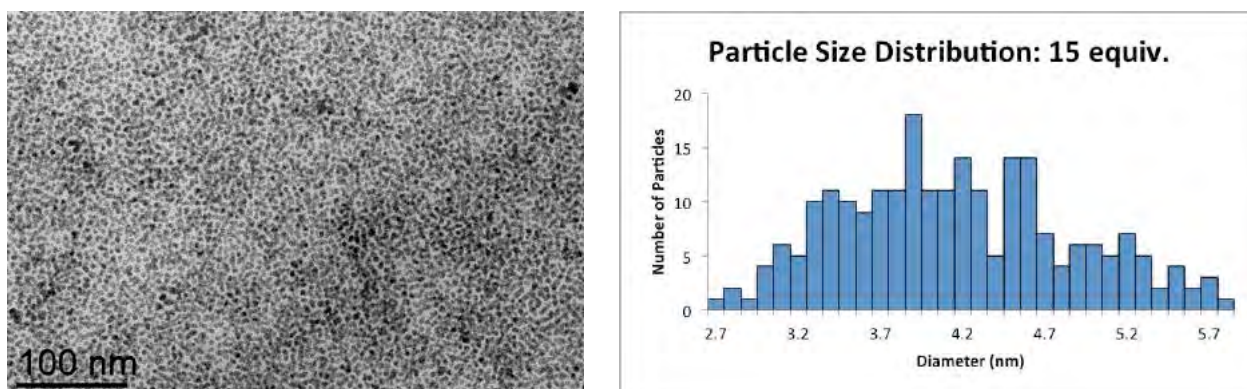 100 nm
Particle Size Distribution: 15 equiv.
20
15
10
5
0
Number of Particles
2.7 3.2 3.7 4.2 4.7 5.2 5.7
Diameter (nm)